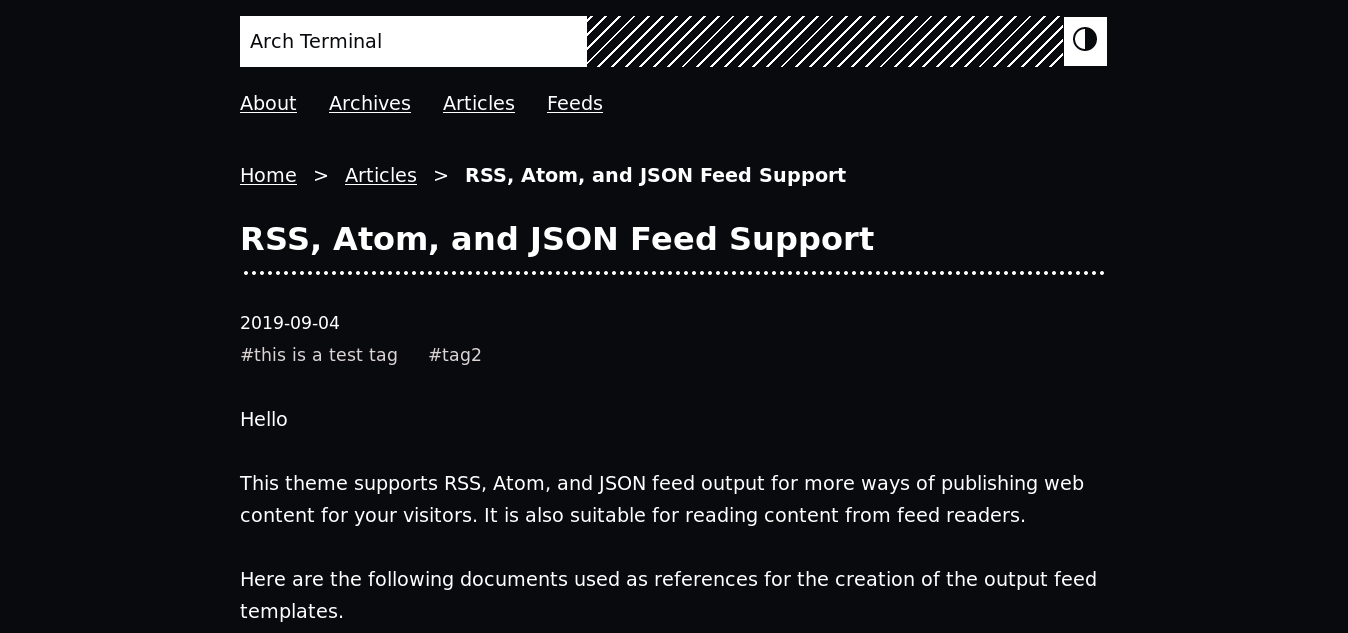 Arch Terminal
About Archives Articles Feeds
Home > Articles > RSS, Atom, and JSON Feed Support
RSS, Atom, and JSON Feed Support
2019-09-04
#this is a test tag #tag2
Hello
This theme supports RSS, Atom, and JSON feed output for more ways of publishing web
content for your visitors. It is also suitable for reading content from feed readers.
Here are the following documents used as references for the creation of the output feed
templates.